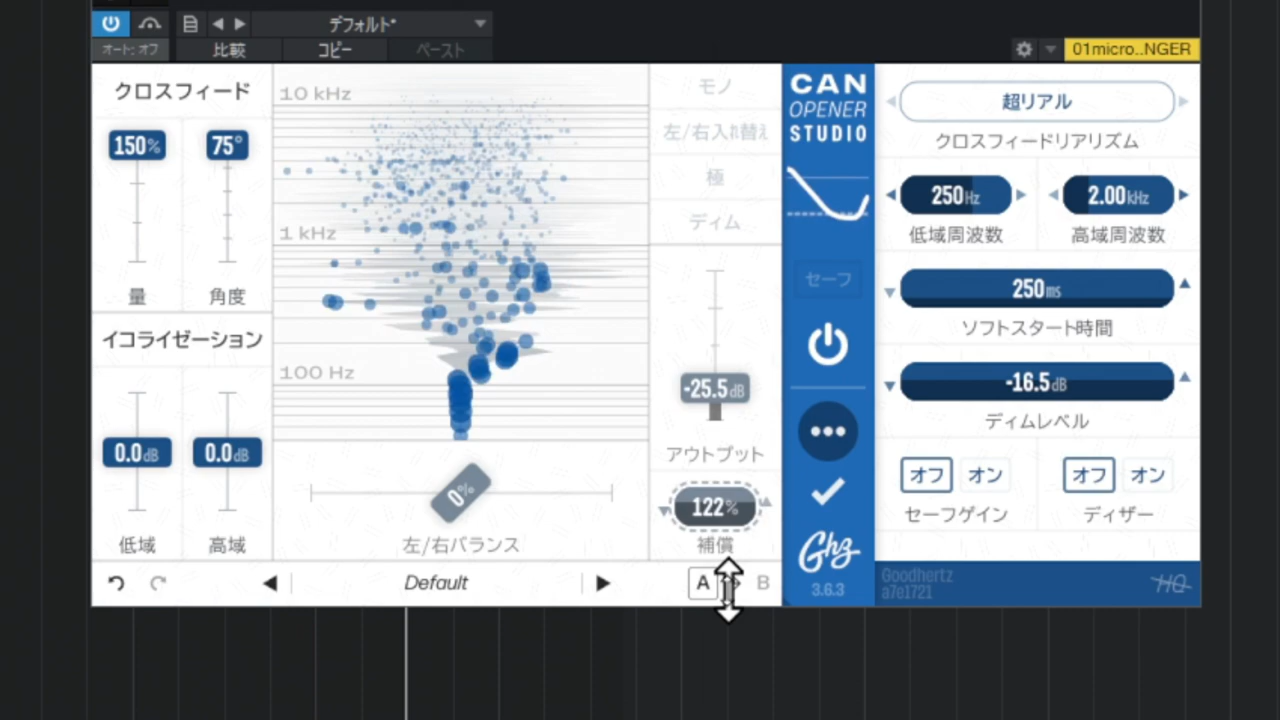 デフォルト*
オート: オフ
比較
コピー
ペースト
01micro..NGER
クロスフィード
150%
75°
量
角度
イコライゼーション
0.0dB
0.0dB
低域
高域
10 kHz
1 kHz
100 Hz
0%
左/右バランス
モノ
左/右入れ替え
極
ディム
-25.5dB
アウトプット
122%
補償
Default
A
B
CAN
OPENER
STUDIO
セーフ
Ghz
3.6.3
超リアル
クロスフィードリアリズム
250Hz
2.00kHz
低域周波数
高域周波数
250ms
ソフトスタート時間
-16.5dB
ディムレベル
オフ
オン
オフ
オン
セーフゲイン
ディザー
Goodhertz
a7e1721
HQ